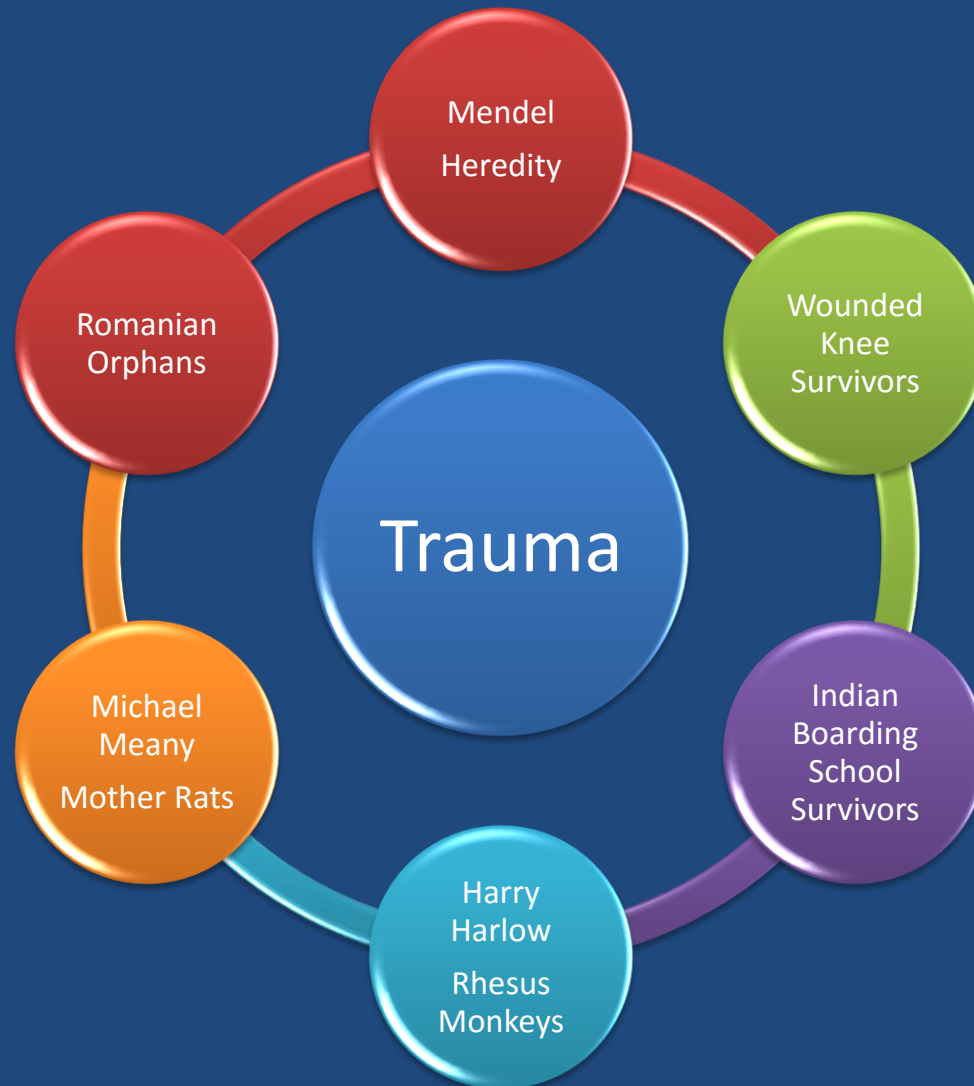 Mendel
Heredity
Wounded
Knee
Survivors
Indian
Boarding
School
Survivors
Harry
Harlow
Rhesus
Monkeys
Michael
Meany
Mother Rats
Romanian
Orphans
Trauma